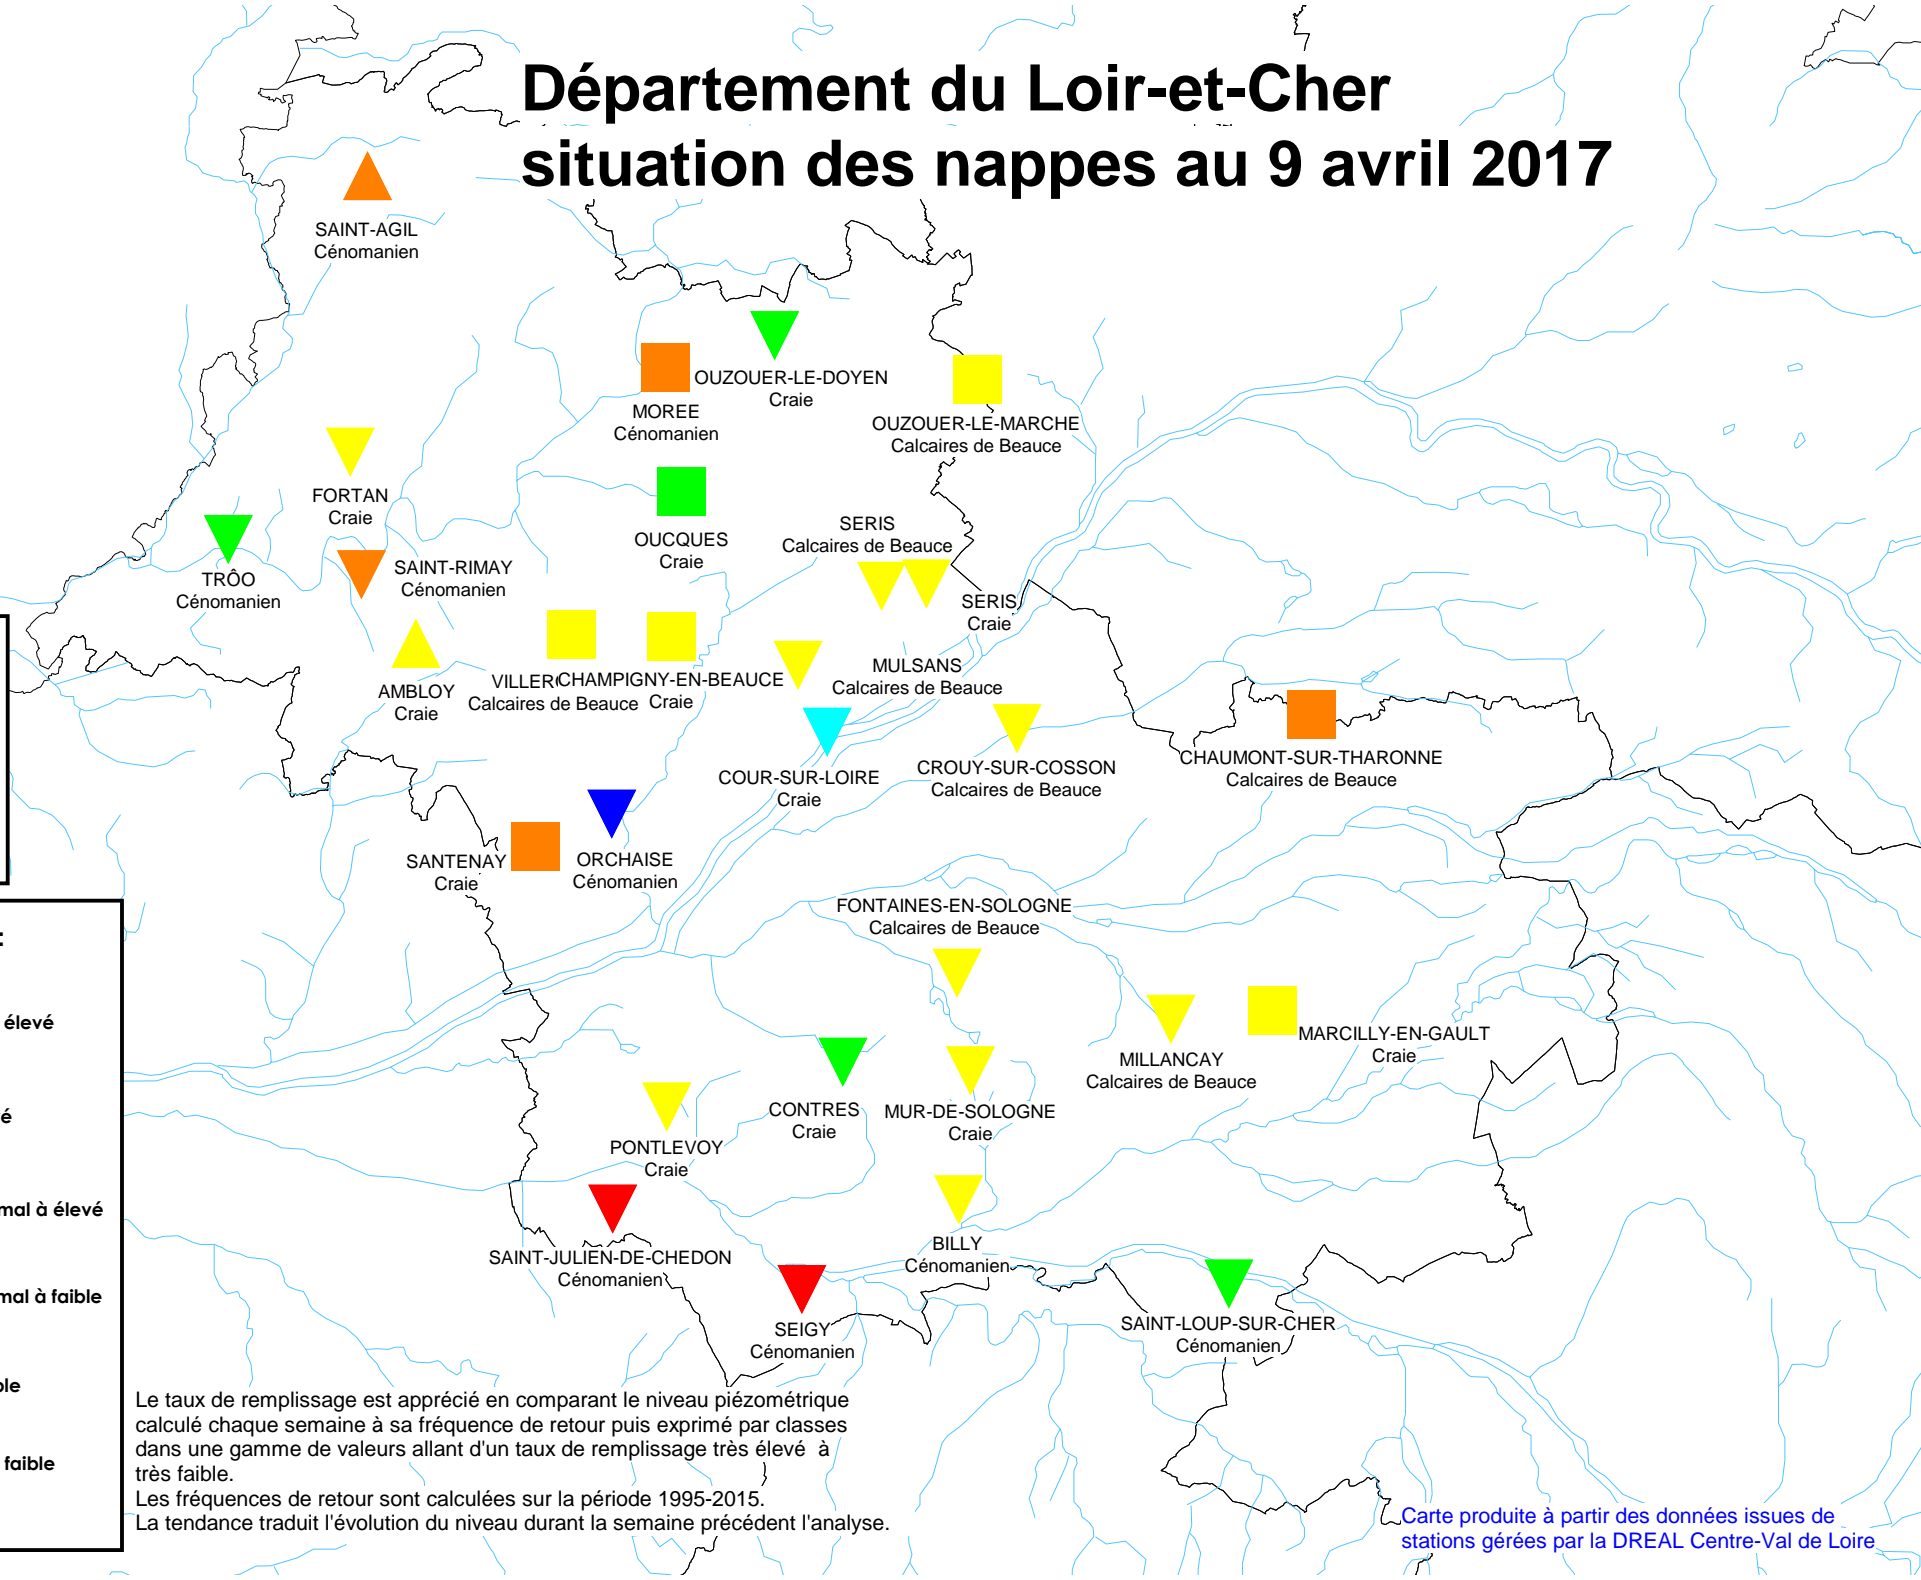 Département du Loir-et-Cher
situation des nappes au 9 avril 2017
SAINT-AGIL
Cénomanien
OUZOUER-LE-DOYEN
Craie
MOREE
Cénomanien
OUZOUER-LE-MARCHE
Calcaires de Beauce
FORTAN
Craie
OUCQUES
Craie
SERIS
Calcaires de Beauce
TRÔO
Cénomanien
SAINT-RIMAY
Cénomanien
SERIS
Craie
AMBLOY
Craie
VILLER
Calcaires de Beauce
CHAMPIGNY-EN-BEAUCE
Craie
MULSANS
Calcaires de Beauce
COUR-SUR-LOIRE
Craie
CROUY-SUR-COSSON
Calcaires de Beauce
CHAUMONT-SUR-THARONNE
Calcaires de Beauce
SANTENAY
Craie
ORCHAISE
Cénomanien
FONTAINES-EN-SOLOGNE
Calcaires de Beauce
MARCILLY-EN-GAULT
Craie
MILLANCAY
Calcaires de Beauce
CONTRES
Craie
MUR-DE-SOLOGNE
Craie
PONTLEVOY
Craie
SAINT-JULIEN-DE-CHEDON
Cénomanien
BILLY
Cénomanien
SEIGY
Cénomanien
SAINT-LOUP-SUR-CHER
Cénomanien
:
élevé
é
mal à élevé
mal à faible
ble
faible
Le taux de remplissage est apprécié en comparant le niveau piézométrique
calculé chaque semaine à sa fréquence de retour puis exprimé par classes
dans une gamme de valeurs allant d'un taux de remplissage très élevé à
très faible.
Les fréquences de retour sont calculées sur la période 1995-2015.
La tendance traduit l'évolution du niveau durant la semaine précédent l'analyse.
Carte produite à partir des données issues de
stations gérées par la DREAL Centre-Val de Loire